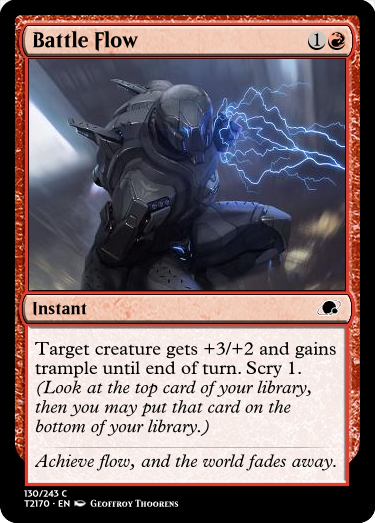 Battle Flow
1
Instant
Target creature gets +3/+2 and gains
trample until end of turn. Scry 1.
(Look at the top card of your library,
then you may put that card on the
bottom of your library.)
Achieve flow, and the world fades away.
130/243 C
T2170 • EN Geoffroy Thoorens